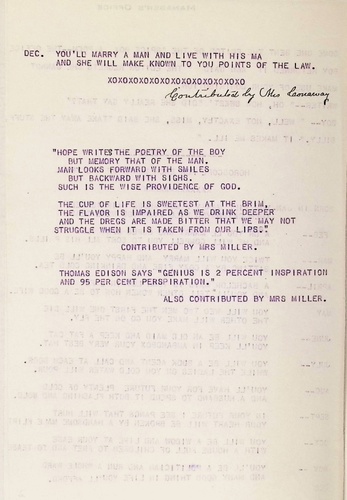 DEC. YOU'LL MARRY A MAN AND LIVE WITH HIS MA
AND SHE WILL MAKE KNOWN TO YOU POINTS OF THE LAW.
XOXOXOXOXOXOXOXOXOXOXOXOXO
Contributed by Mrs
"HOPE WRITES THE POETRY OF THE BOY
BUT MEMORY THAT OF THE MAN.
MAN LOOKS FORWARD WITH SMILES
BUT BACKWARD WITH SIGHS.
SUCH IS THE WISE PROVIDENCE OF GOD.
THE CUP OF LIFE IS SWEETEST AT THE BRIM,
THE FLAVOR IS IMPAIRED AS WE DRINK DEEPER
AND THE DREGS ARE MADE BITTER THAT WE MAY NOT
STRUGGLE WHEN IT IS TAKEN FROM OUR LIPS."
CONTRIBUTED BY MRS MILLER.
THOMAS EDISON SAYS "GENIUS IS 2 PERCENT INSPIRATION
AND 95 PER CENT PERSPIRATION."
ALSO CONTRIBUTED BY MRS MILLER.